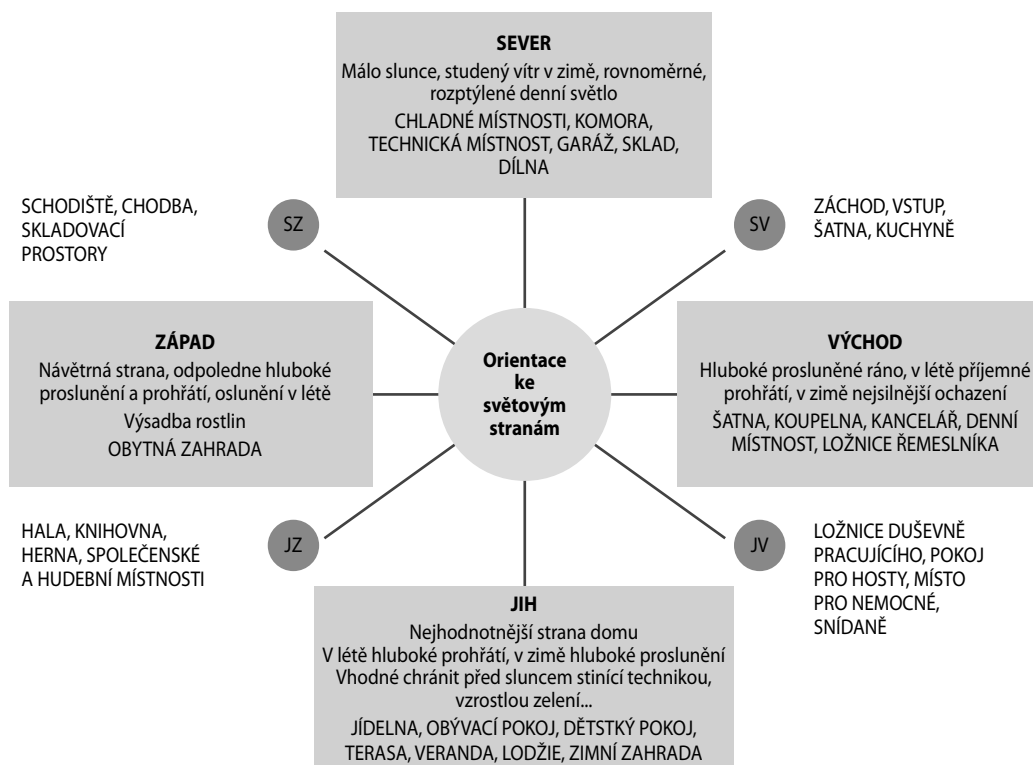 SEVER
Málo slunce, studený vítr v zimě, rovnoměrné,
rozptýlené denní světlo
CHLADNÉ MÍSTNOSTI, KOMORA,
TECHNICKÁ MÍSTNOST, GARÁŽ, SKLAD,
DÍLNA
SCHODIŠTĚ, CHODBA,
SKLADOVACÍ
PROSTORY
SZ
SV
ZÁCHOD, VSTUP,
ŠATNA, KUCHYNĚ
ZÁPAD
Návětrná strana, odpoledne hluboké
proslunění a prohřátí, oslunění v létě
Výsadba rostlin
OBYTNÁ ZAHRADA
Orientace
ke
světovým
stranám
VÝCHOD
Hluboké prosluněné ráno, v létě příjemné
prohřátí, v zimě nejsilnější ochazení
ŠATNA, KOUPELNA, KANCELÁŘ, DENNÍ
MÍSTNOST, LOŽNICE ŘEMESLNÍKA
HALA, KNIHOVNA,
HERNA, SPOLEČENSKÉ
A HUDEBNÍ MÍSTNOSTI
JZ
JV
LOŽNICE DUŠEVNĚ
PRACUJÍCÍHO, POKOJ
PRO HOSTY, MÍSTO
PRO NEMOCNÉ,
SNÍDANĚ
JIH
Nejhodnotnější strana domu
V létě hluboké prohřátí, v zimě hluboké proslunění
Vhodné chránit před sluncem stinící technikou,
vzrostlou zelení...
JÍDELNA, OBÝVACÍ POKOJ, DĚTSTKÝ POKOJ,
TERASA, VERANDA, LODŽIE, ZIMNÍ ZAHRADA